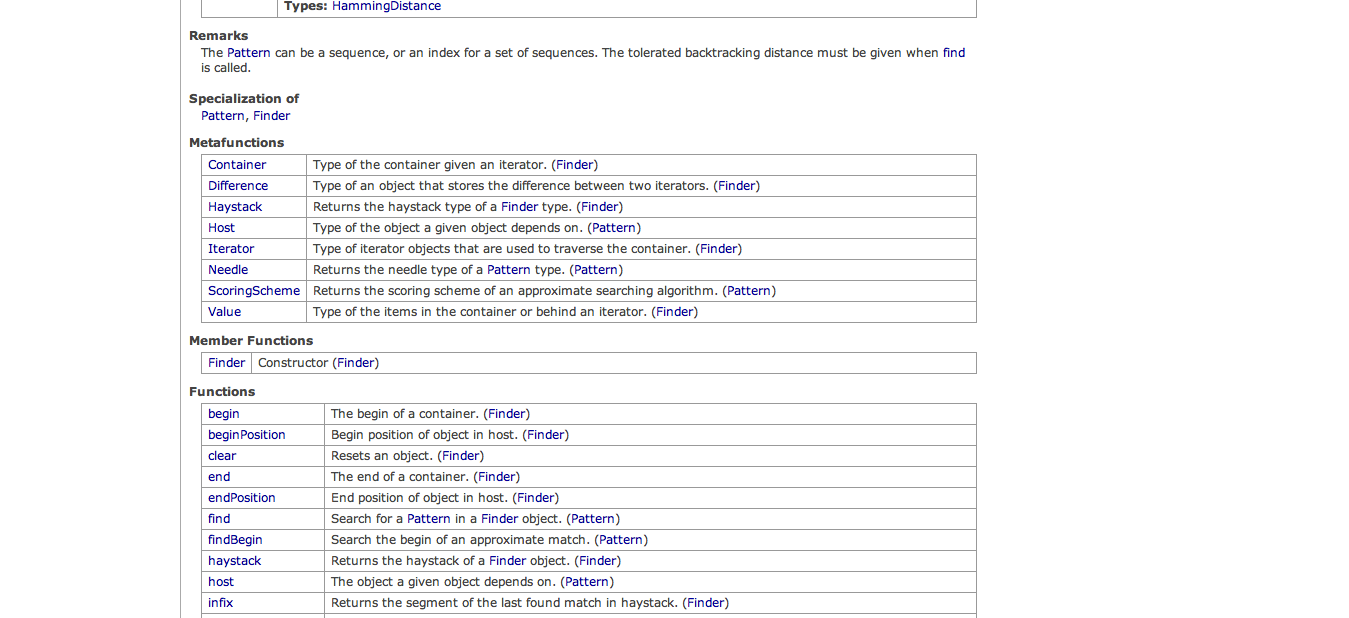 Types: HammingDistance
Remarks
The Pattern can be a sequence, or an index for a set of sequences. The tolerated backtracking distance must be given when find
is called.
Specialization of
Pattern, Finder
Metafunctions
Container Type of the container given an iterator. (Finder)
Difference Type of an object that stores the difference between two iterators. (Finder)
Haystack Returns the haystack type of a Finder type. (Finder)
Host Type of the object a given object depends on. (Pattern)
Iterator Type of iterator objects that are used to traverse the container. (Finder)
Needle Returns the needle type of a Pattern type. (Pattern)
ScoringScheme Returns the scoring scheme of an approximate searching algorithm. (Pattern)
Value Type of the items in the container or behind an iterator. (Finder)
Member Functions
Finder Constructor (Finder)
Functions
begin The begin of a container. (Finder)
beginPosition Begin position of object in host. (Finder)
clear Resets an object. (Finder)
end The end of a container. (Finder)
endPosition End position of object in host. (Finder)
find Search for a Pattern in a Finder object. (Pattern)
findBegin Search the begin of an approximate match. (Pattern)
haystack Returns the haystack of a Finder object. (Finder)
host The object a given object depends on. (Pattern)
infix Returns the segment of the last found match in haystack. (Finder)